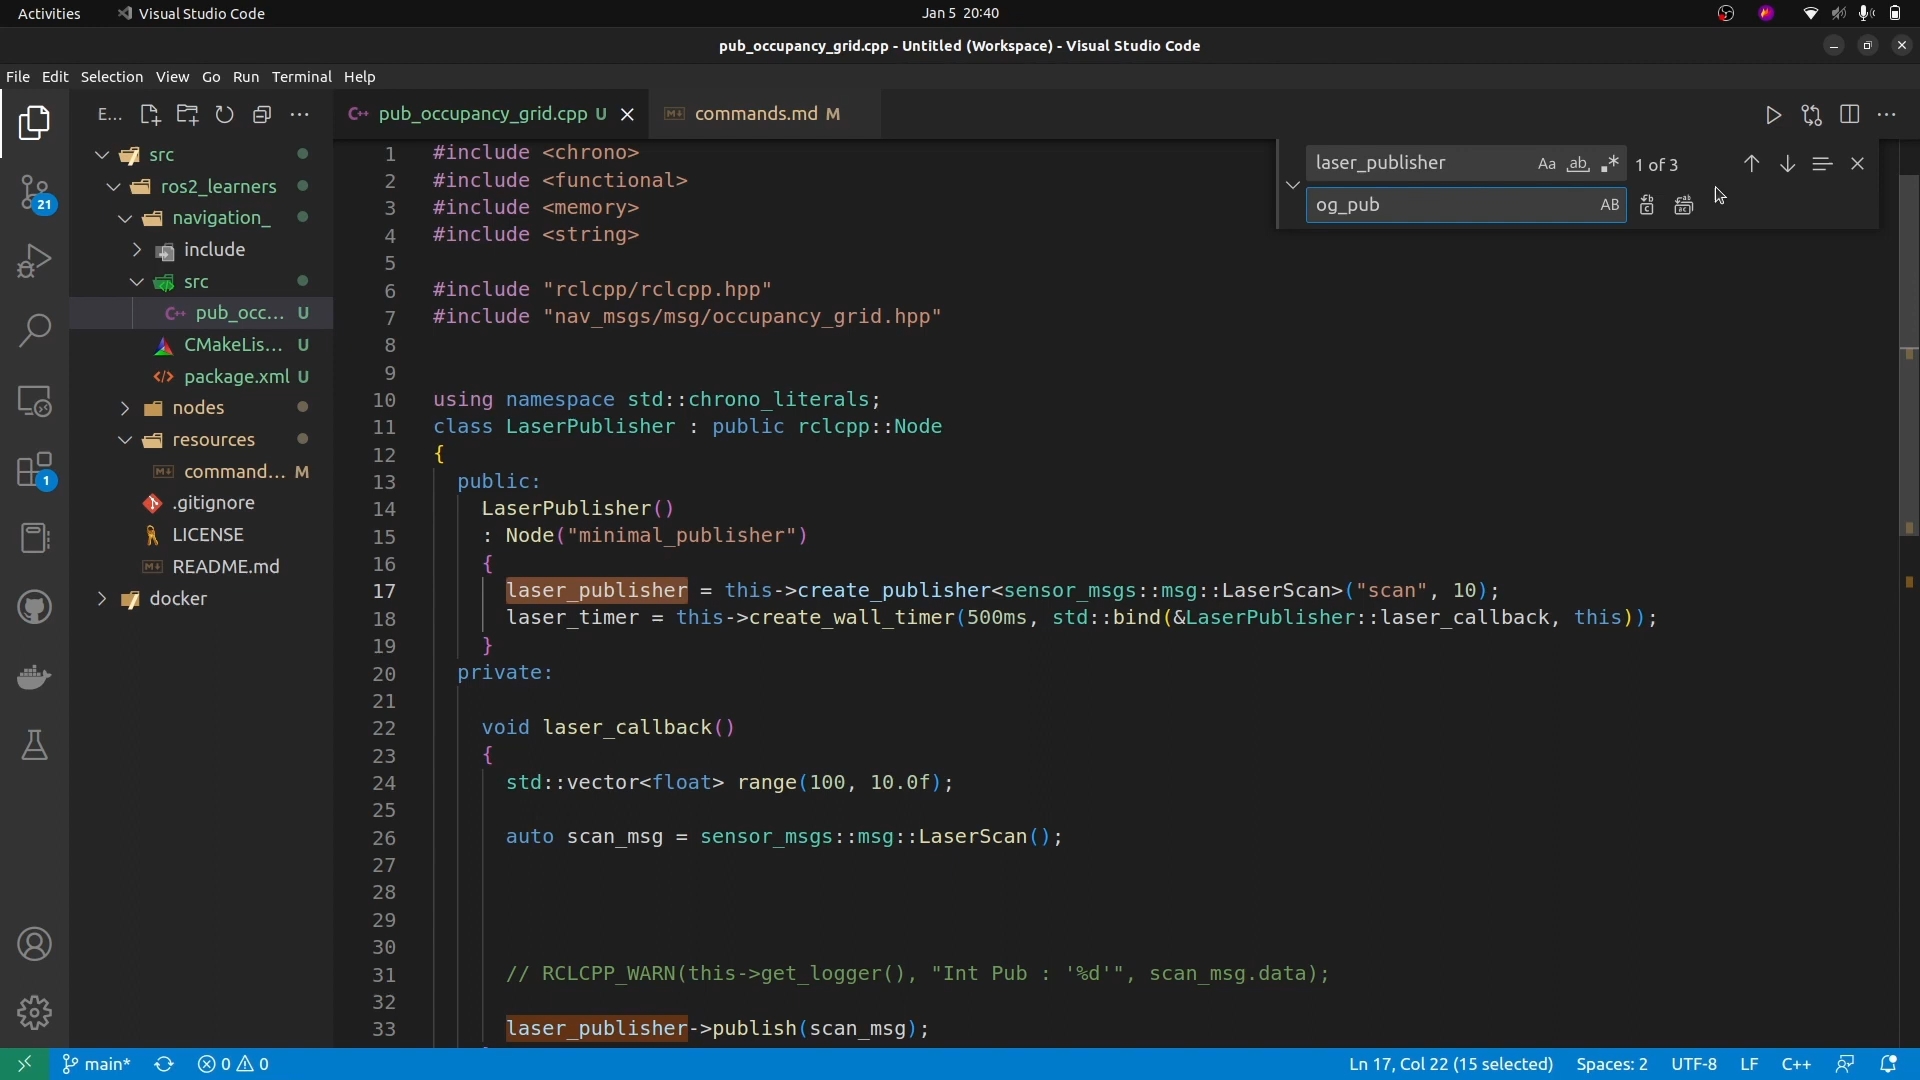 Activities Visual Studio Code Jan 5 20:40
pub_occupancy_grid.cpp - Untitled (Workspace) - Visual Studio Code
File Edit Selection View Go Run Terminal Help
E...
pub_occupancy_grid.cpp U
commands.md M
src
ros2_learners
navigation_
include
src
pub_occ... U
CMakeLis... U
package.xml U
nodes
resources
command... M
.gitignore
LICENSE
README.md
docker
21
1
laser_publisher Aa ab .* 1 of 3
og_pub AB
1 #include <chrono>
2 #include <functional>
3 #include <memory>
4 #include <string>
5
6 #include "rclcpp/rclcpp.hpp"
7 #include "nav_msgs/msg/occupancy_grid.hpp"
8
9
10 using namespace std::chrono_literals;
11 class LaserPublisher : public rclcpp::Node
12 {
13 public:
14 LaserPublisher()
15 : Node("minimal_publisher")
16 {
17 laser_publisher = this->create_publisher<sensor_msgs::msg::LaserScan>("scan", 10);
18 laser_timer = this->create_wall_timer(500ms, std::bind(&LaserPublisher::laser_callback, this));
19 }
20 private:
21
22 void laser_callback()
23 {
24 std::vector<float> range(100, 10.0f);
25
26 auto scan_msg = sensor_msgs::msg::LaserScan();
27
28
29
30
31 // RCLCPP_WARN(this->get_logger(), "Int Pub : '%d'", scan_msg.data);
32
33 laser_publisher->publish(scan_msg);
main* 0 0 Ln 17, Col 22 (15 selected) Spaces: 2 UTF-8 LF C++